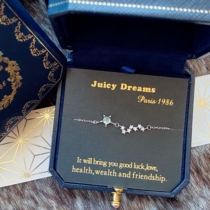 Juicy Dreams
Paris 1986
It will bring you good luck,love,
health,wealth and friendship.